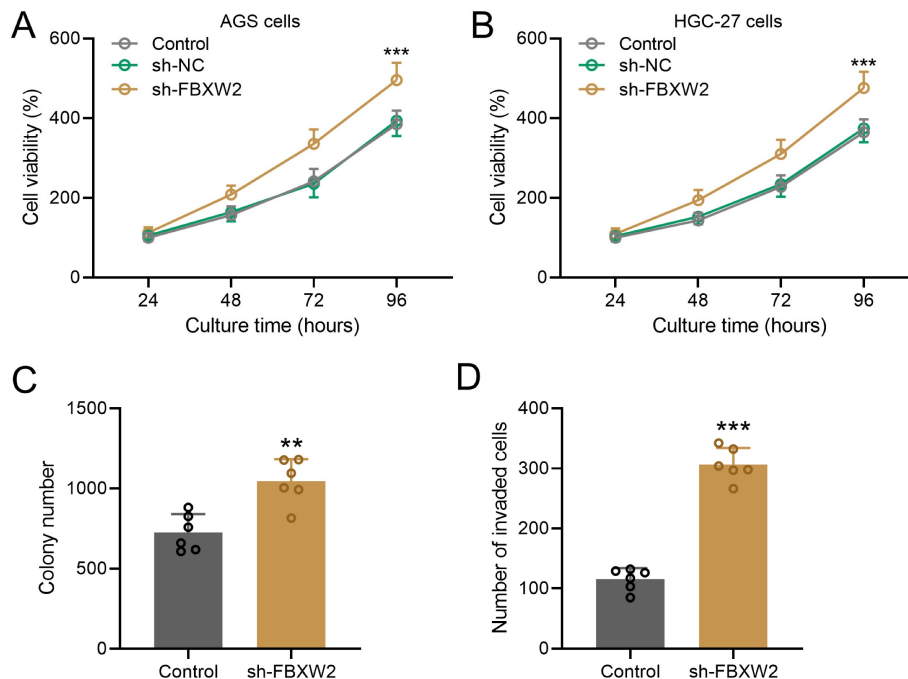 A
AGS cells
Control
sh-NC
sh-FBXW2
***
Cell viability (%)
600
400
200
0
24 48 72 96
Culture time (hours)
B
HGC-27 cells
Control
sh-NC
sh-FBXW2
***
Cell viability (%)
600
400
200
0
24 48 72 96
Culture time (hours)
C
**
Colony number
1500
1000
500
0
Control sh-FBXW2
D
***
Number of invaded cells
400
300
200
100
0
Control sh-FBXW2